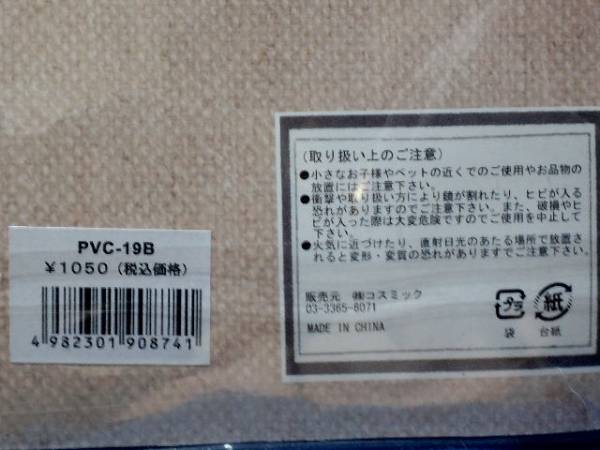 (取り扱い上のご注意)
●小さなお子様やペットの近くでのご使用やお品物の
放置にはご注意下さい。
●衝撃や取り扱い方により鏡が割れたり、ヒビが入る
恐れがありますのでご注意下さい。また、破損やヒ
ビが入った際は大変危険ですのでご使用を中止して
下さい。
●火気に近づけたり、直射日光のあたる場所で放置さ
れると変形・変質の恐れがありますでご注意下さい。
販売元 ㈱コスミック
03-3365-8071
MADE IN CHINA
プラ
袋
紙
台紙
PVC-19B
¥1050(税込価格)
4 982301 908741